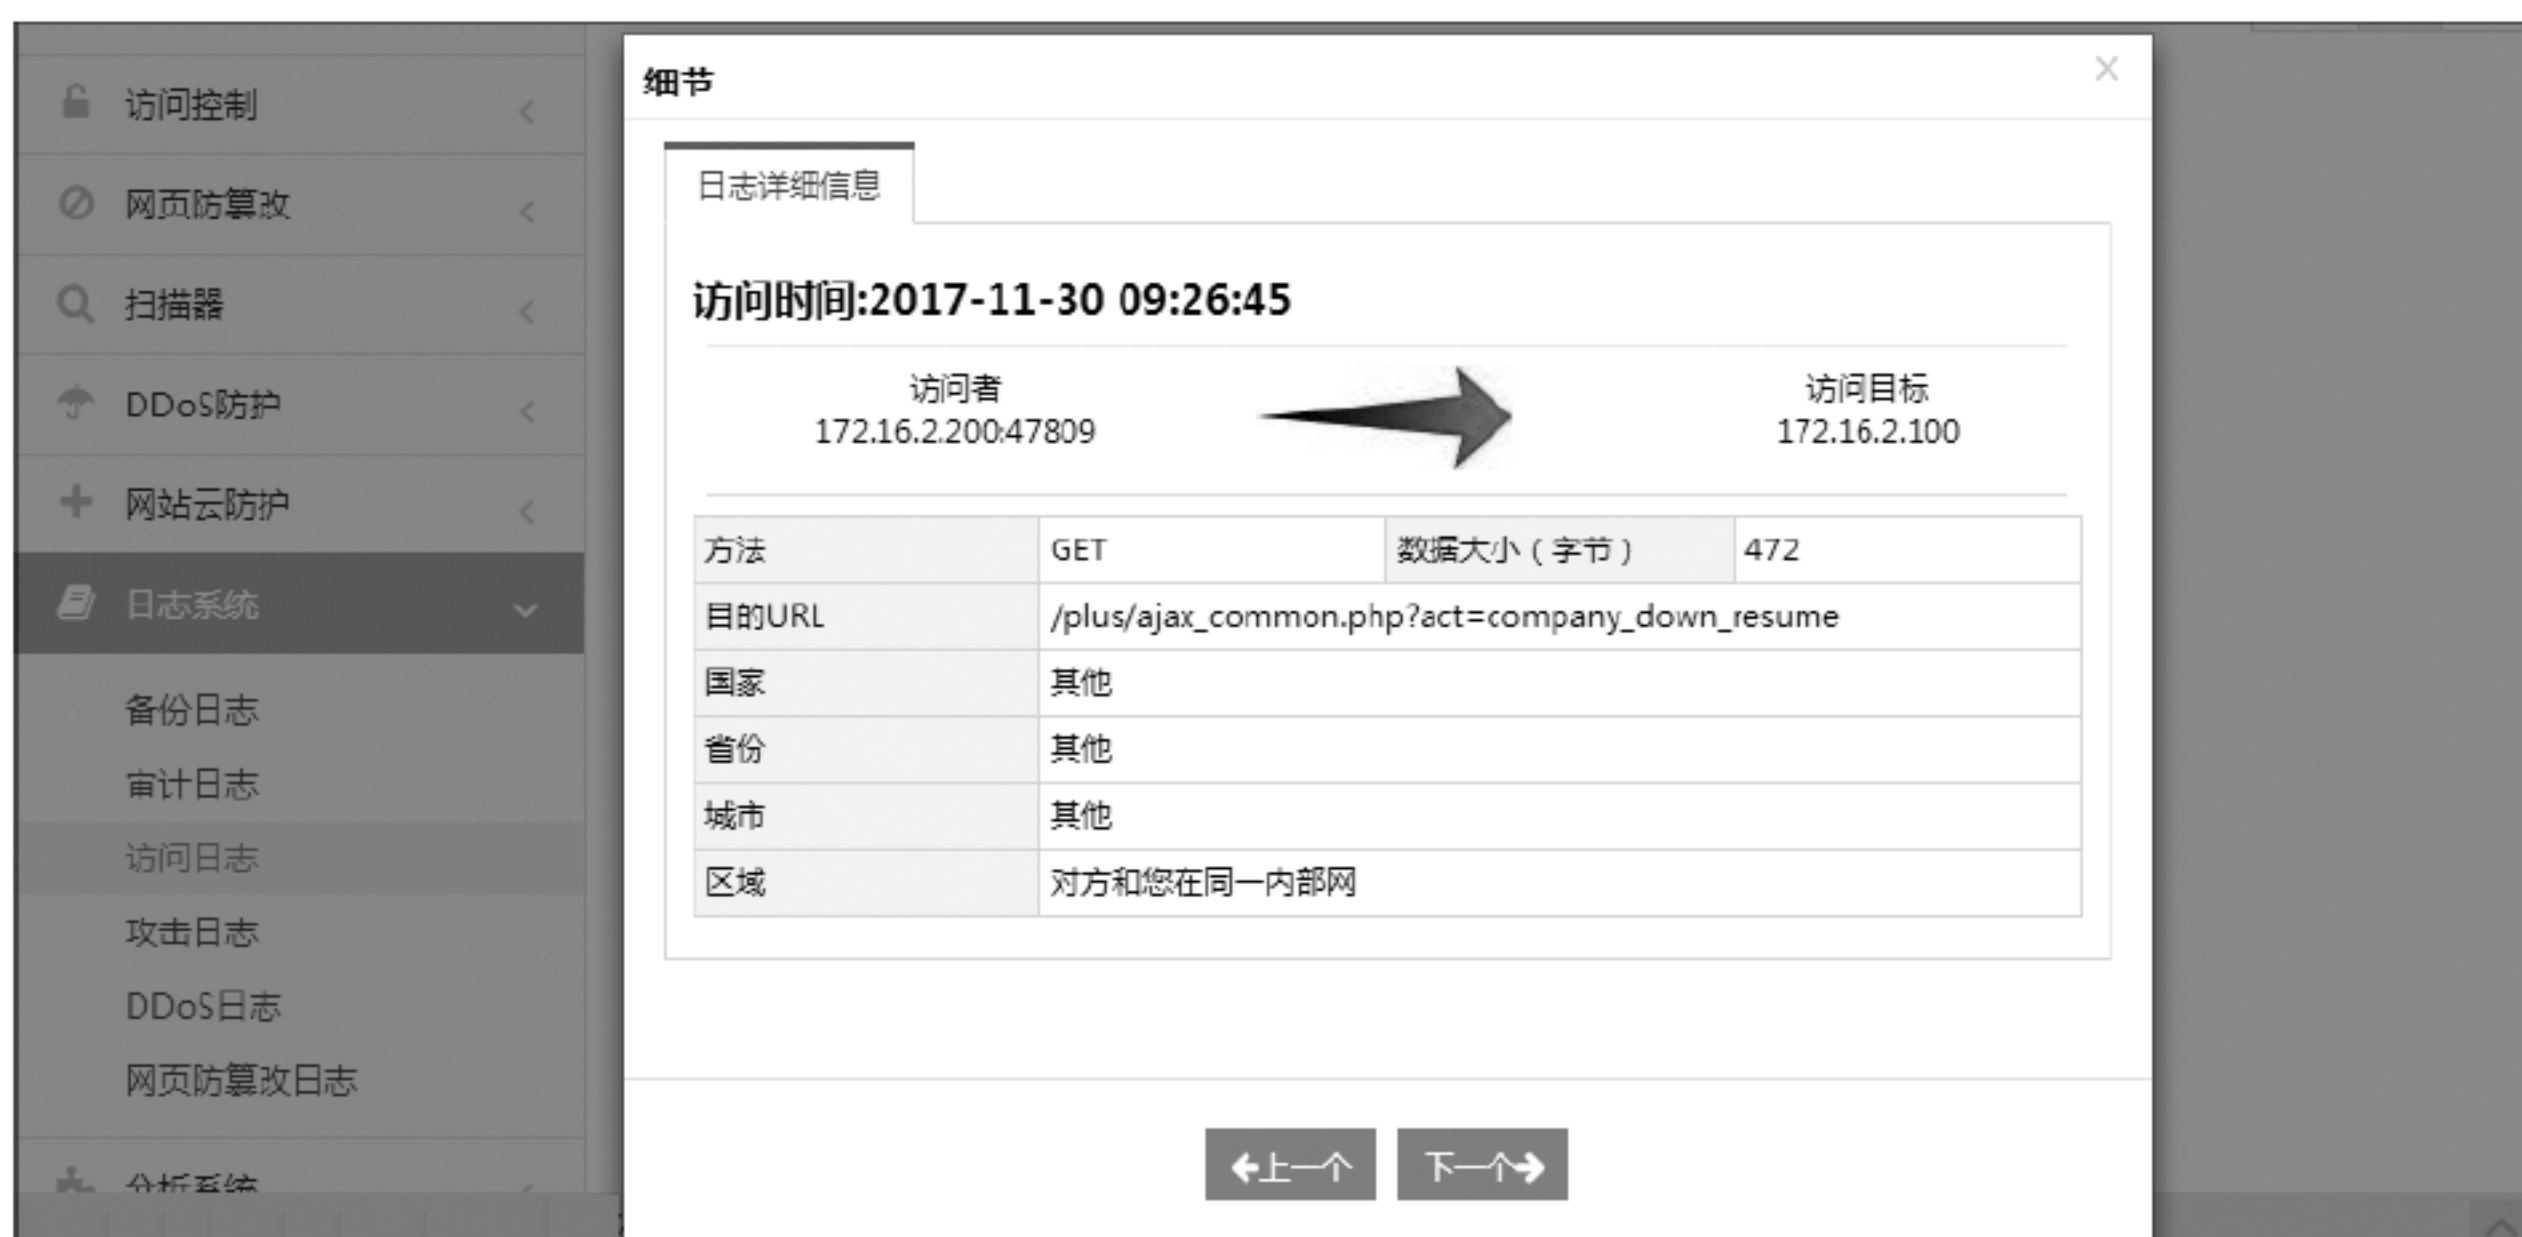 访问控制
网页防篡改
扫描器
DDoS防护
网站云防护
日志系统
备份日志
审计日志
访问日志
攻击日志
DDoS日志
网页防篡改日志
分析系统
细节
×
日志详细信息
访问时间:2017-11-30 09:26:45
访问者 访问目标
172.16.2.200:47809 172.16.2.100
方法 GET 数据大小（字节） 472
目的URL /plus/ajax_common.php?act=company_down_resume
国家 其他
省份 其他
城市 其他
区域 对方和您在同一内部网
上一个 下一个